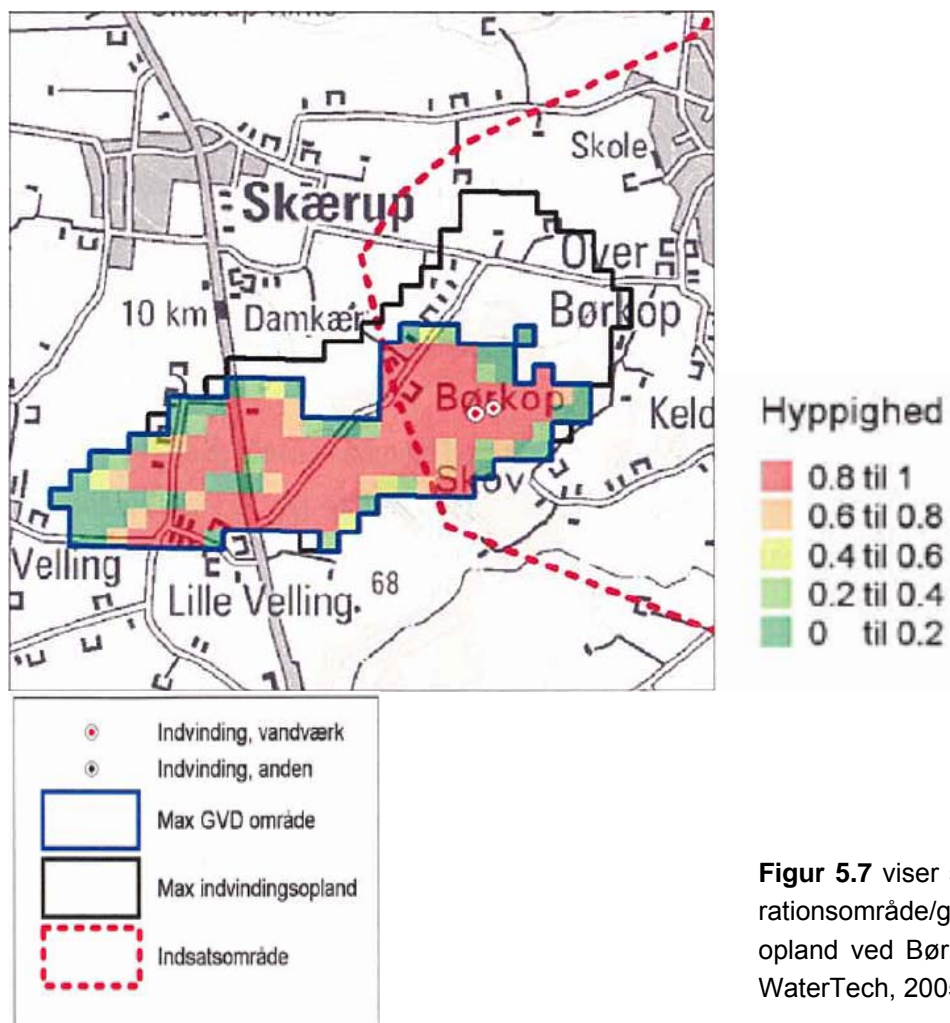 Skole
Skærup
Over
Børkop
10 km
Damkær
Børkop
Keld
Skov
Velling
68
Lille Velling
Hyppighed
0.8 til 1
0.6 til 0.8
0.4 til 0.6
0.2 til 0.4
0 til 0.2
Indvinding, vandværk
Indvinding, anden
Max GVD område
Max indvindingsopland
Indsatsområde
Figur 5.7 viser
rationsområde/g
opland ved Bør
WaterTech, 200